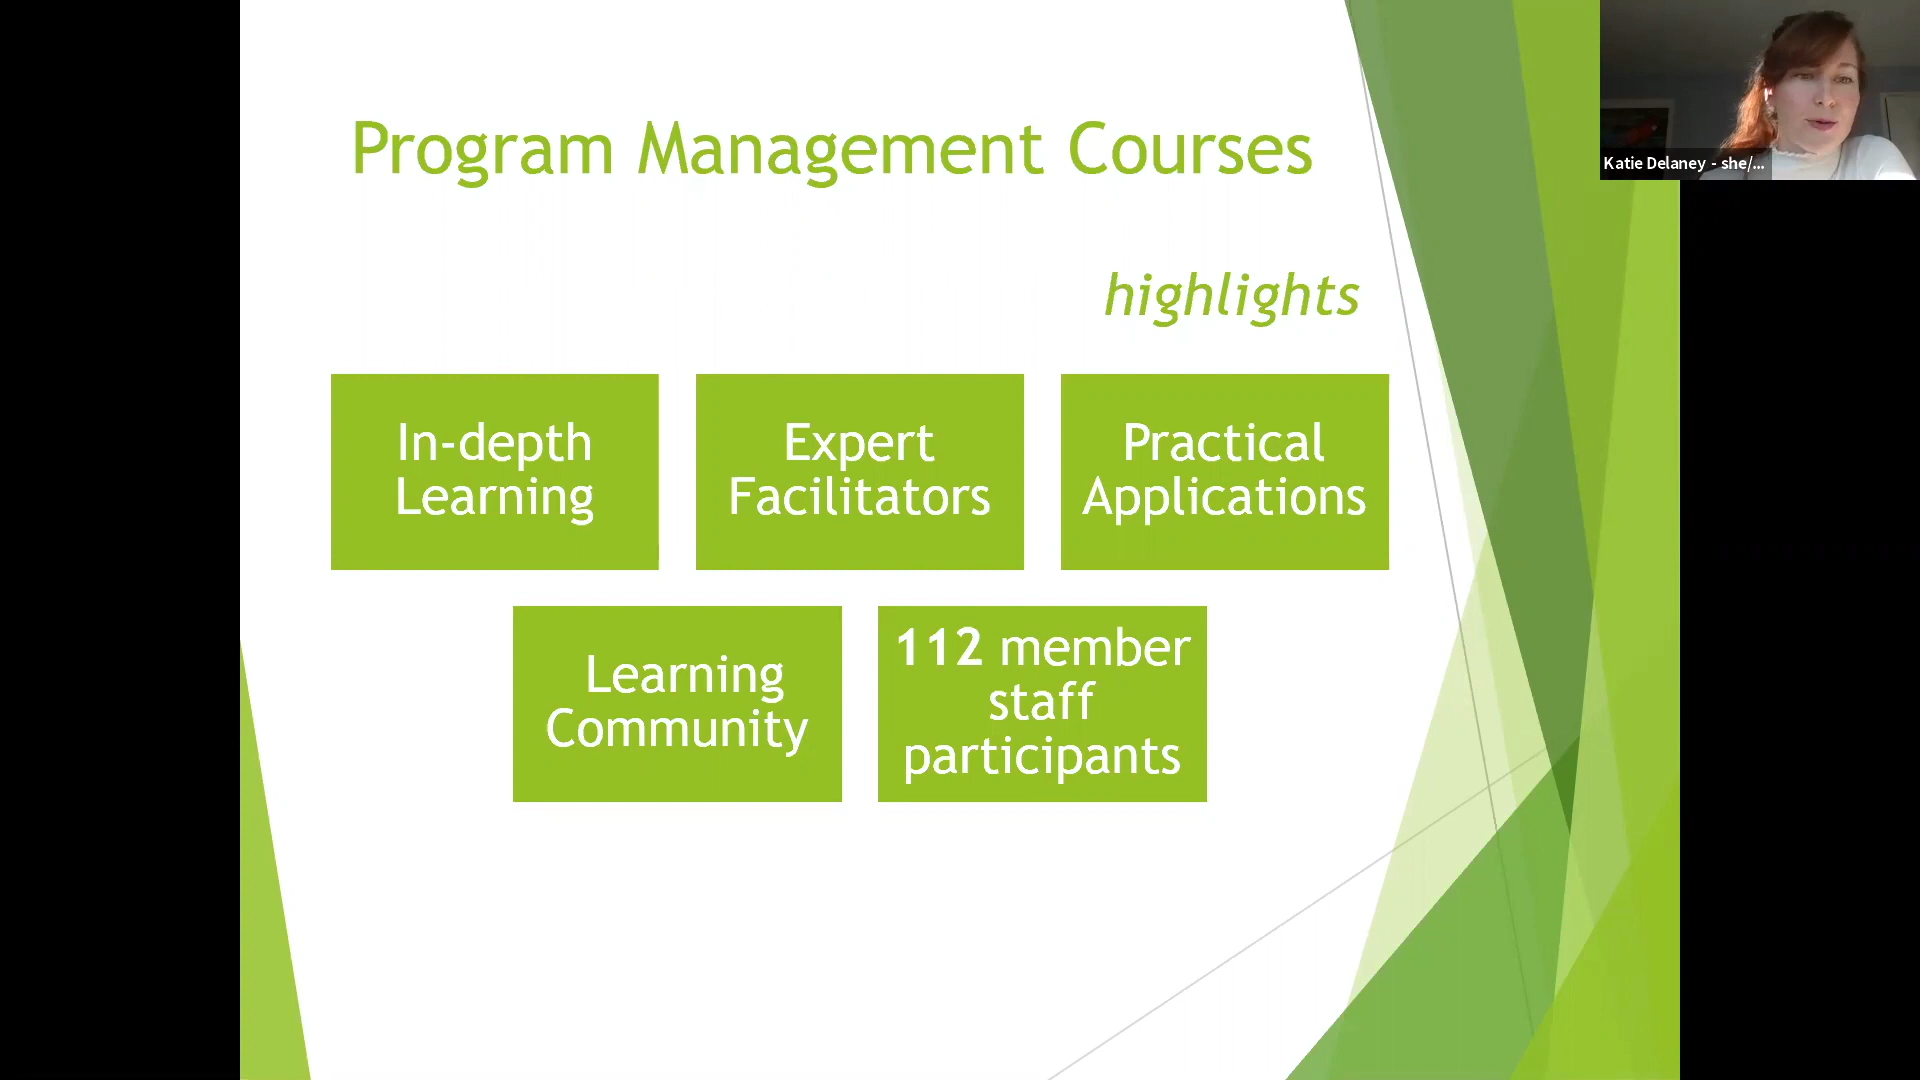 Program Management Courses
highlights
In-depth
Learning
Expert
Facilitators
Practical
Applications
Learning
Community
112 member
staff
participants
Katie Delaney - she/...